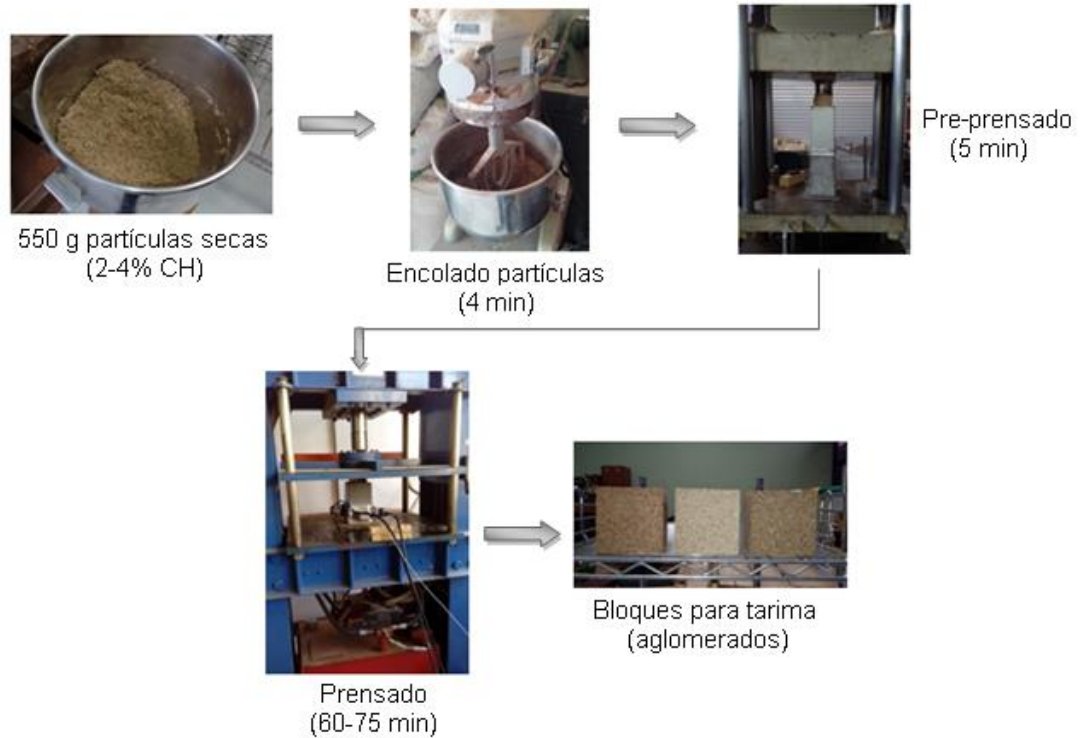 550 g partículas secas
(2-4% CH)
Encolado partículas
(4 min)
Pre-prensado
(5 min)
Prensado
(60-75 min)
Bloques para tarima
(aglomerados)